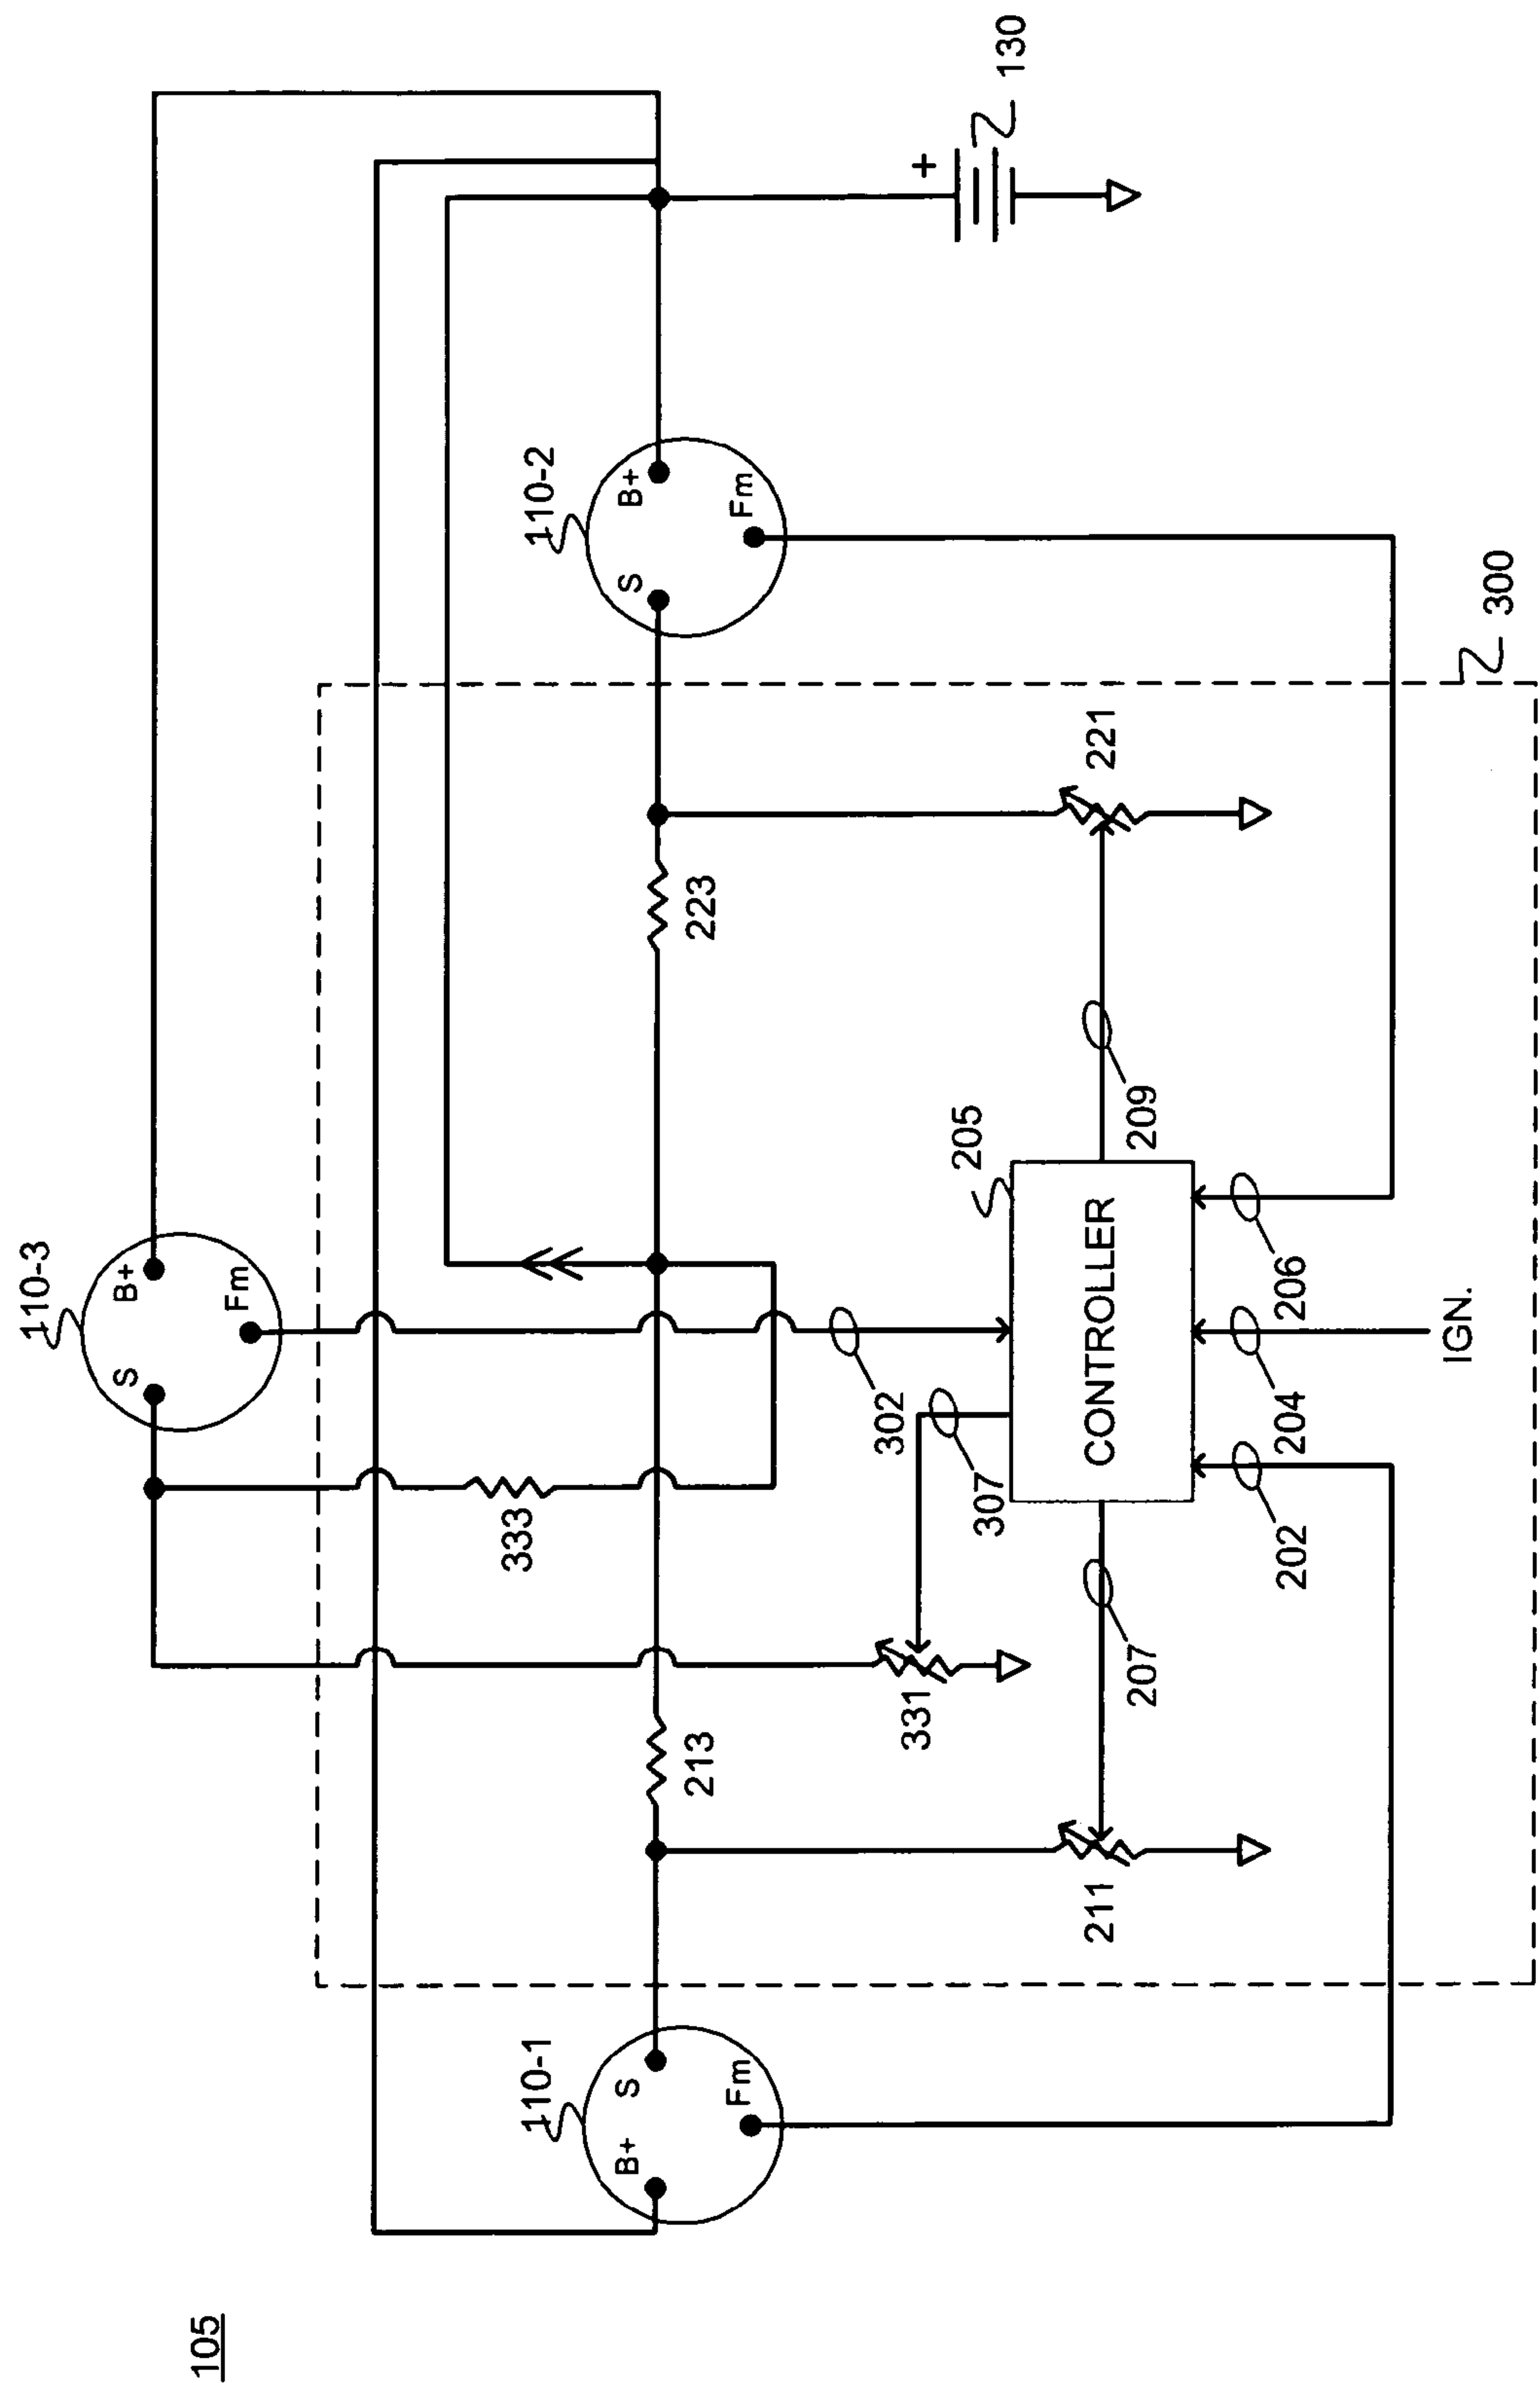 105
110-3
S
B+
Fm
110-1
B+
S
Fm
110-2
S
B+
Fm
333
213
223
331
302
307
205
CONTROLLER
211
207
209
221
202
204
206
IGN.
300
+
130